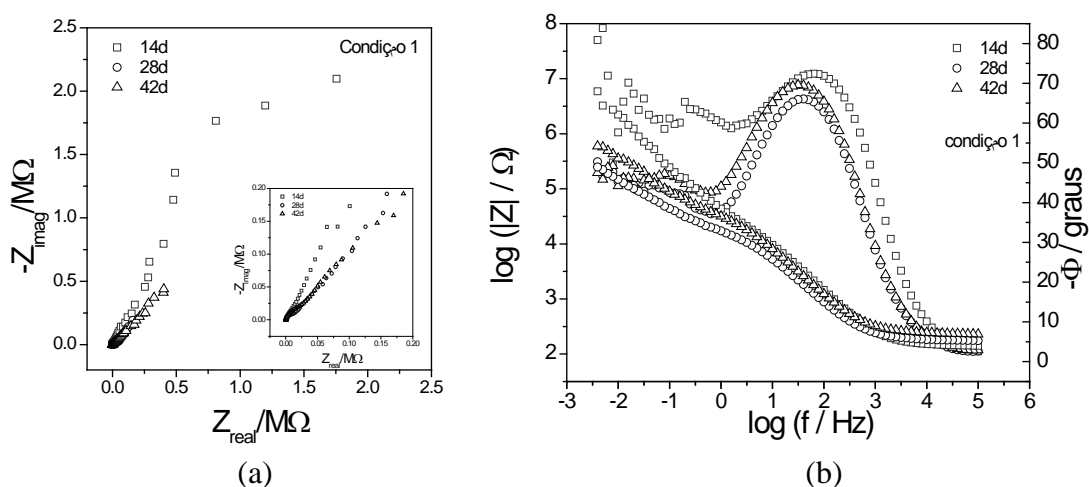 Condiç₍~₎o 1
14d
28d
42d
-Z_imag/MΩ
2.5
2.0
1.5
1.0
0.5
0.0
14d
28d
42d
-Z_imag/MΩ
0.20
0.15
0.10
0.05
0.00
0.00 0.05 0.10 0.15 0.20
Z_real/MΩ
0.0 0.5 1.0 1.5 2.0 2.5
Z_real/MΩ
(a)
14d
28d
42d
condiç₍~₎o 1
log (|Z| / Ω)
8
7
6
5
4
3
2
-Φ / graus
80
70
60
50
40
30
20
10
0
-3 -2 -1 0 1 2 3 4 5 6
log (f / Hz)
(b)